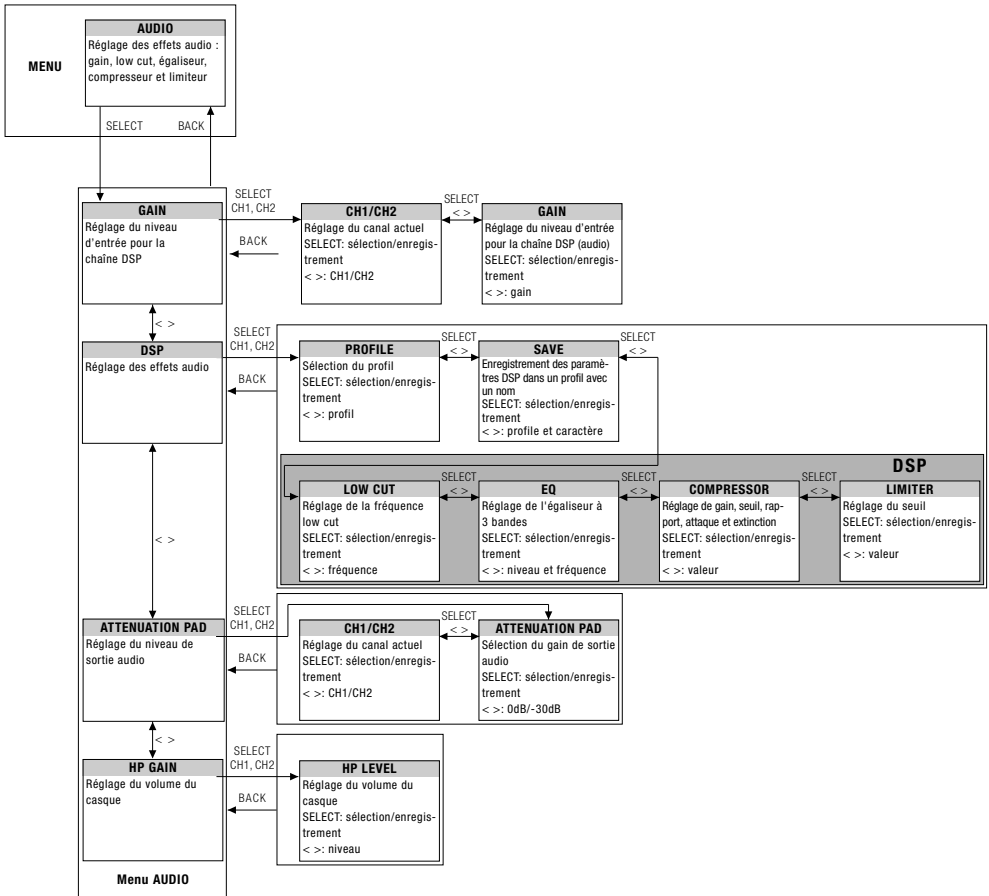 AUDIO
Réglage des effets audio :
gain, low cut, égaliseur,
compresseur et limiteur
MENU
SELECT
BACK
GAIN
Réglage du niveau
d'entrée pour la
chaîne DSP
SELECT
CH1, CH2
BACK
CH1/CH2
Réglage du canal actuel
SELECT: sélection/enregis-
trement
< >: CH1/CH2
SELECT
< >
GAIN
Réglage du niveau d'entrée
pour la chaîne DSP (audio)
SELECT: sélection/enregis-
trement
< >: gain
< >
DSP
Réglage des effets audio
SELECT
CH1, CH2
BACK
PROFILE
Sélection du profil
SELECT: sélection/enregis-
trement
< >: profil
SELECT
< >
SAVE
Enregistrement des paramè-
tres DSP dans un profil avec
un nom
SELECT: sélection/enregis-
trement
< >: profile et caractère
SELECT
< >
DSP
LOW CUT
Réglage de la fréquence
low cut
SELECT: sélection/enregis-
trement
< >: fréquence
SELECT
< >
EQ
Réglage de l'égaliseur à
3 bandes
SELECT: sélection/enregis-
trement
< >: niveau et fréquence
SELECT
< >
COMPRESSOR
Réglage de gain, seuil, rap-
port, attaque et extinction
SELECT: sélection/enregis-
trement
< >: valeur
SELECT
< >
LIMITER
Réglage du seuil
SELECT: sélection/enregis-
trement
< >: valeur
< >
ATTENUATION PAD
Réglage du niveau de
sortie audio
SELECT
CH1, CH2
BACK
CH1/CH2
Réglage du canal actuel
SELECT: sélection/enregis-
trement
< >: CH1/CH2
SELECT
< >
ATTENUATION PAD
Sélection du gain de sortie
audio
SELECT: sélection/enregis-
trement
< >: 0dB/-30dB
< >
HP GAIN
Réglage du volume du
casque
SELECT
CH1, CH2
BACK
HP LEVEL
Réglage du volume du
casque
SELECT: sélection/enregis-
trement
< >: niveau
Menu AUDIO